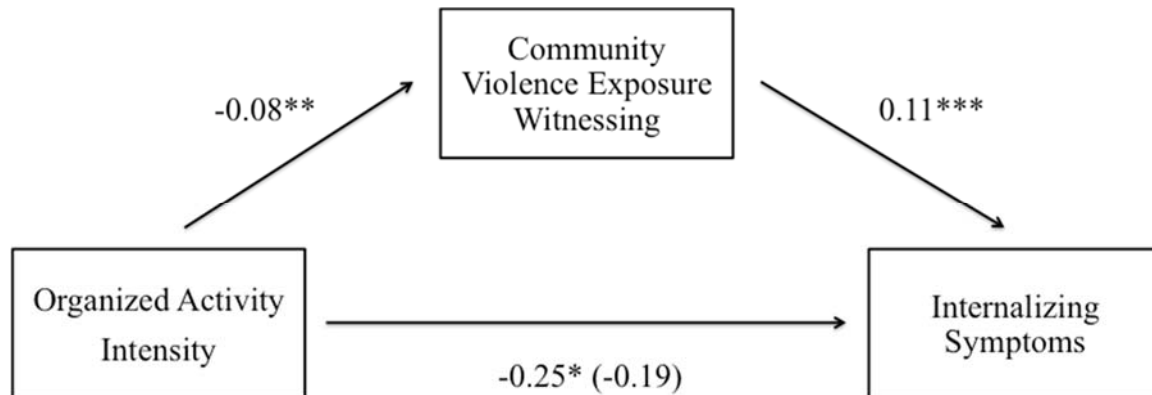 Community
Violence Exposure
Witnessing
-0.08**
0.11***
Organized Activity
Intensity
Internalizing
Symptoms
-0.25* (-0.19)